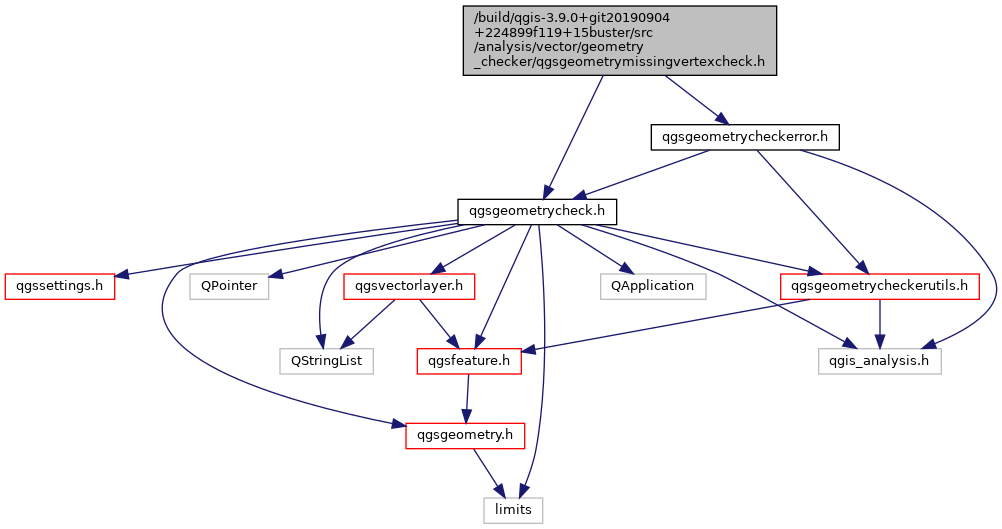 /build/qgis-3.9.0+git20190904
+224899f119+15buster/src
/analysis/vector/geometry
_checker/qgsgeometrymissingvertexcheck.h
qgsgeometrycheckerror.h
qgsgeometrycheck.h
qgssettings.h
QPointer
qgsvectorlayer.h
QApplication
qgsgeometrycheckerutils.h
QStringList
qgsfeature.h
qgis_analysis.h
qgsgeometry.h
limits